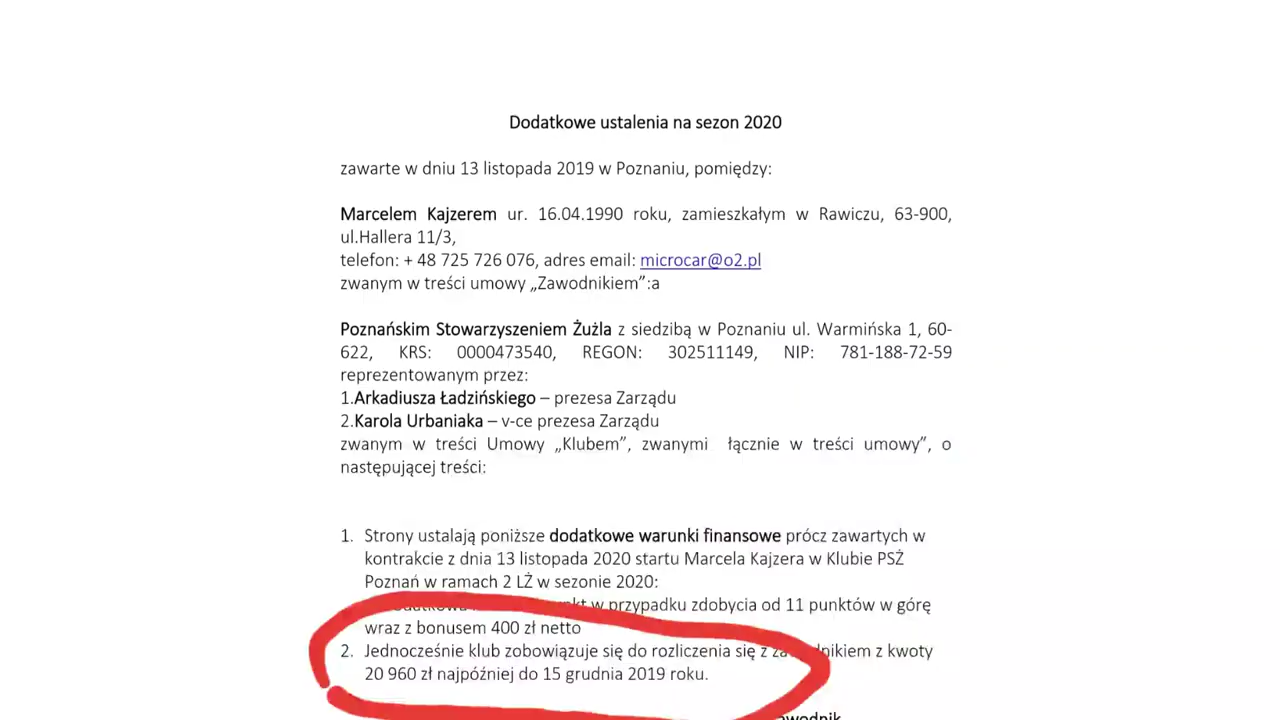 Dodatkowe ustalenia na sezon 2020
zawarte w dniu 13 listopada 2019 w Poznaniu, pomiędzy:
Marcelem Kajzerem ur. 16.04.1990 roku, zamieszkałym w Rawiczu, 63-900,
ul.Hallera 11/3,
telefon: + 48 725 726 076, adres email: microcar@o2.pl
zwanym w treści umowy „Zawodnikiem”:a
Poznańskim Stowarzyszeniem Żużla z siedzibą w Poznaniu ul. Warmińska 1, 60-
622, KRS: 0000473540, REGON: 302511149, NIP: 781-188-72-59
reprezentowanym przez:
1.Arkadiusza Ładzińskiego – prezesa Zarządu
2.Karola Urbaniaka – v-ce prezesa Zarządu
zwanym w treści Umowy „Klubem”, zwanymi łącznie w treści umowy”, o
następującej treści:
1. Strony ustalają poniższe dodatkowe warunki finansowe prócz zawartych w
kontrakcie z dnia 13 listopada 2020 startu Marcela Kajzera w Klubie PSŻ
Poznań w ramach 2 LŻ w sezonie 2020:
w przypadku zdobycia od 11 punktów w górę
wraz z bonusem 400 zł netto
2. Jednocześnie klub zobowiązuje się do rozliczenia się z zawodnikiem z kwoty
20 960 zł najpóźniej do 15 grudnia 2019 roku.